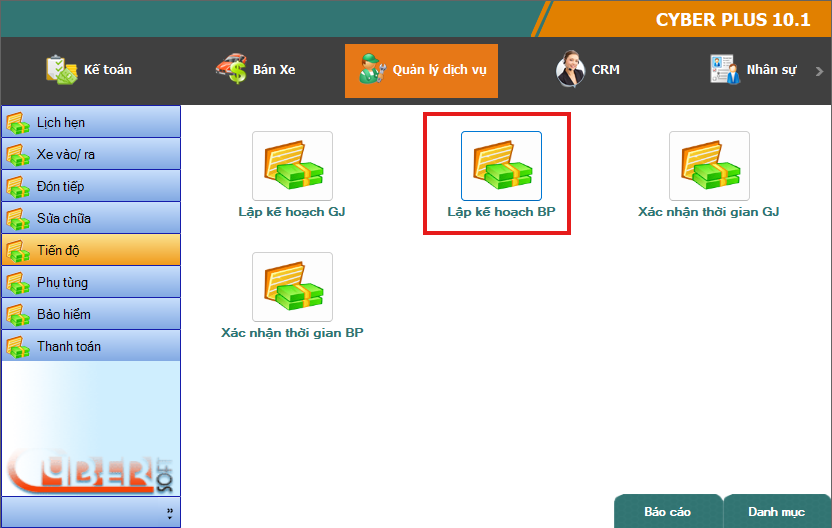 CYBER PLUS 10.1
Kế toán
Bán Xe
Quản lý dịch vụ
CRM
Nhân sự
Lịch hẹn
Xe vào/ ra
Đón tiếp
Sửa chữa
Tiến độ
Phụ tùng
Bảo hiểm
Thanh toán
Lập kế hoạch GJ
Lập kế hoạch BP
Xác nhận thời gian GJ
Xác nhận thời gian BP
CYBER SOFT
Báo cáo
Danh mục